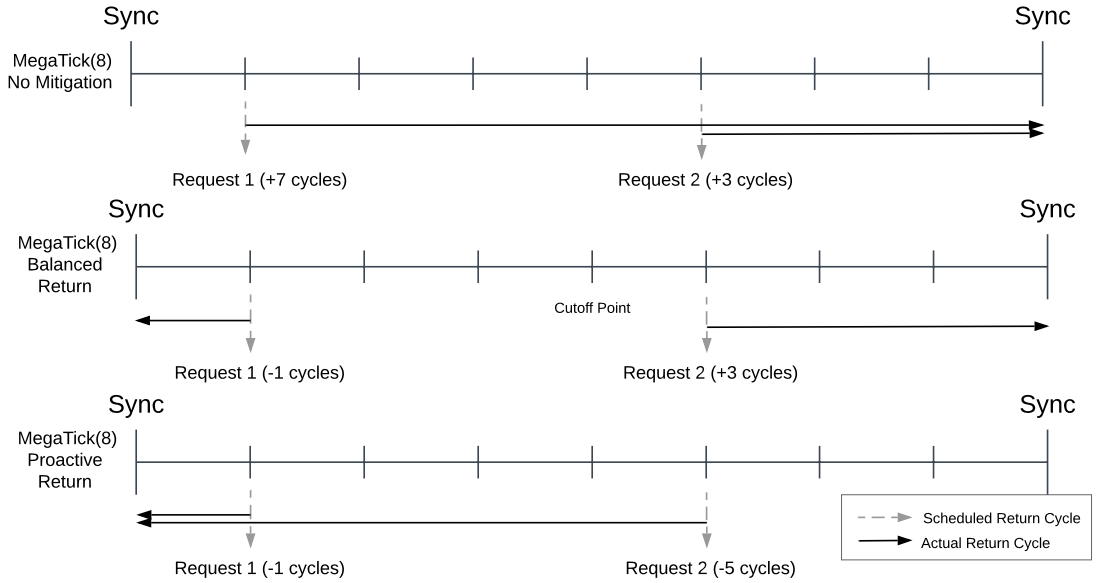 Sync
Sync
MegaTick(8)
No Mitigation
Request 1 (+7 cycles)
Request 2 (+3 cycles)
Sync
Sync
MegaTick(8)
Balanced
Return
Cutoff Point
Request 1 (-1 cycles)
Request 2 (+3 cycles)
Sync
Sync
MegaTick(8)
Proactive
Return
Scheduled Return Cycle
Actual Return Cycle
Request 1 (-1 cycles)
Request 2 (-5 cycles)